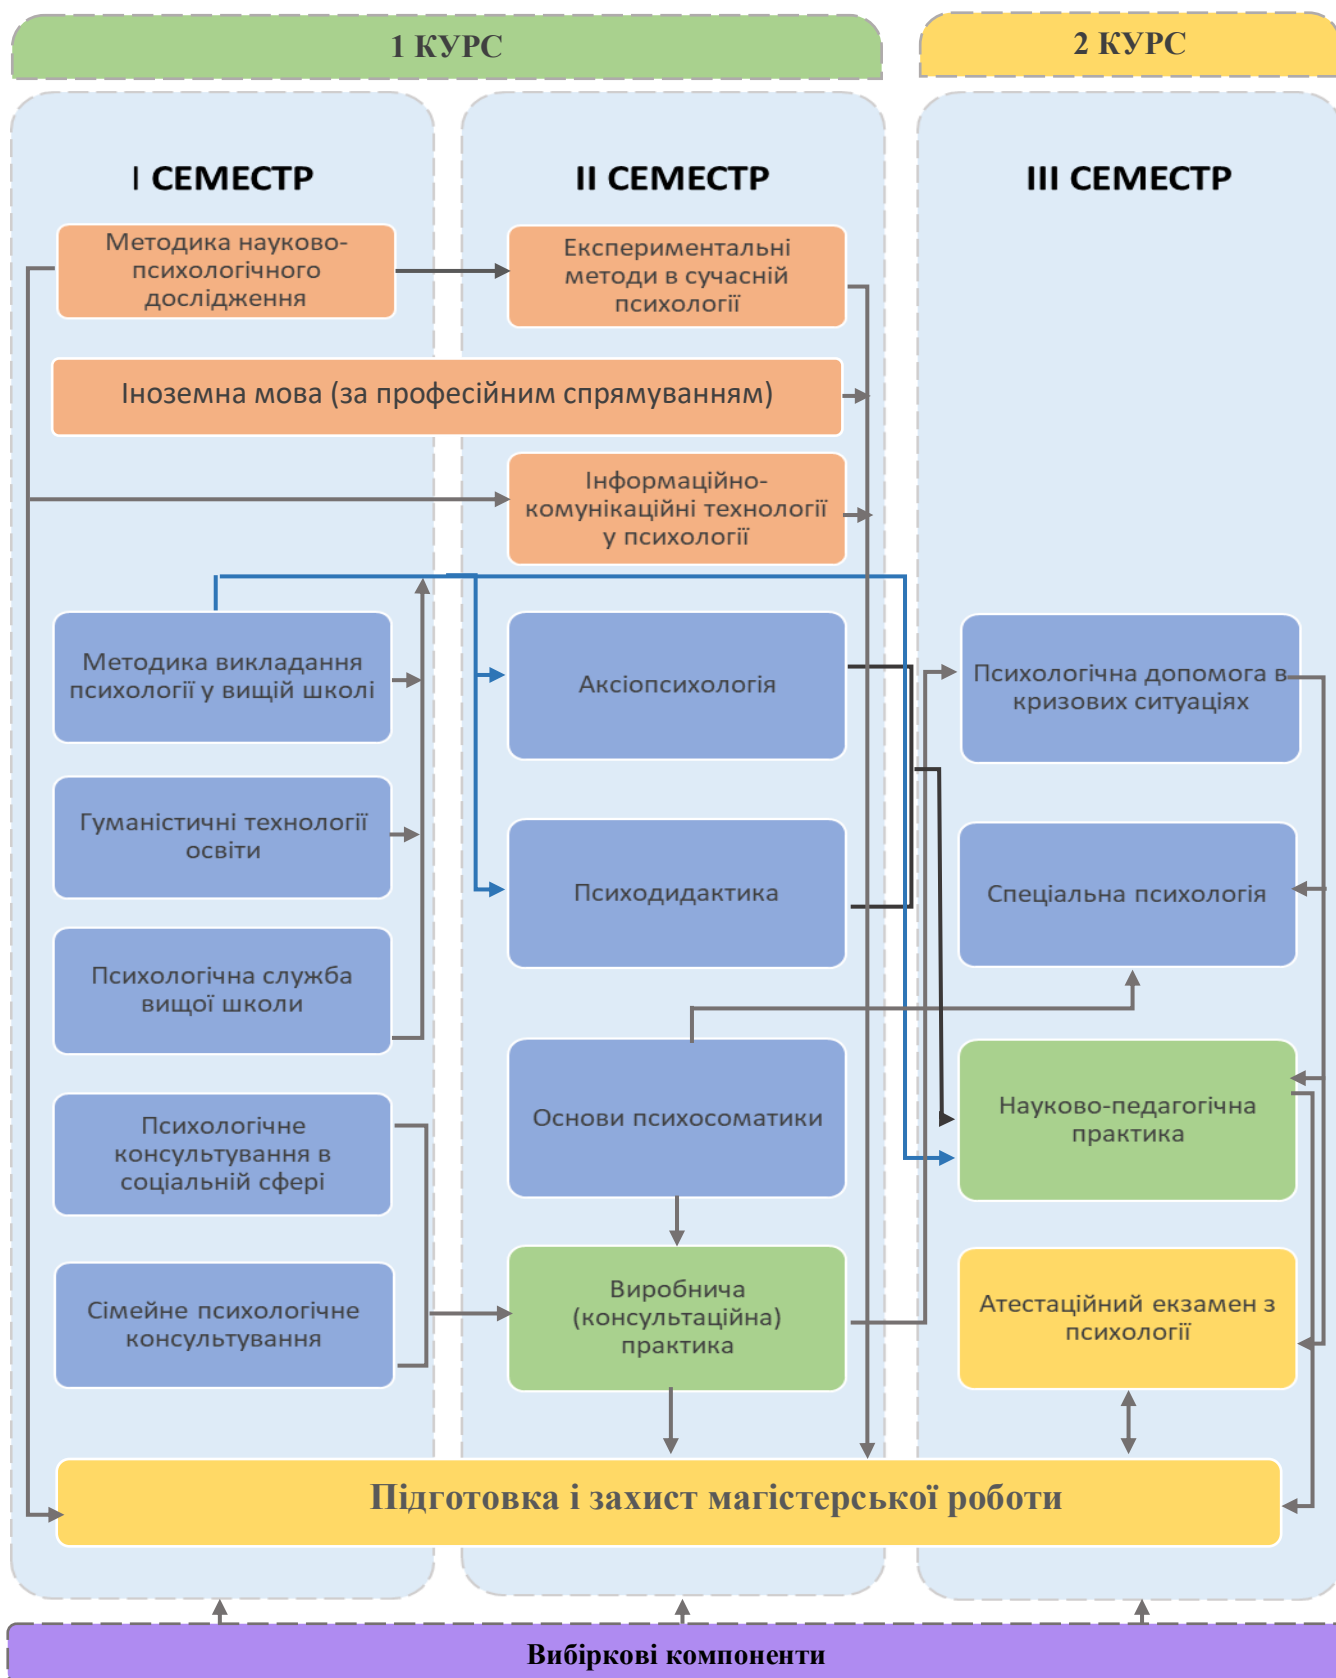 1 КУРС
2 КУРС
I СЕМЕСТР
II СЕМЕСТР
III СЕМЕСТР
Методика науково-
психологічного
дослідження
Експериментальні
методи в сучасній
психології
Іноземна мова (за професійним спрямуванням)
Інформаційно-
комунікаційні технології
у психології
Методика викладання
психології у вищій школі
Аксіопсихологія
Психологічна допомога в
кризових ситуаціях
Гуманістичні технології
освіти
Психодидактика
Спеціальна психологія
Психологічна служба
вищої школи
Основи психосоматики
Науково-педагогічна
практика
Психологічне
консультування в
соціальній сфері
Сімейне психологічне
консультування
Виробнича
(консультаційна)
практика
Атестаційний екзамен з
психології
Підготовка і захист магістерської роботи
Вибіркові компоненти